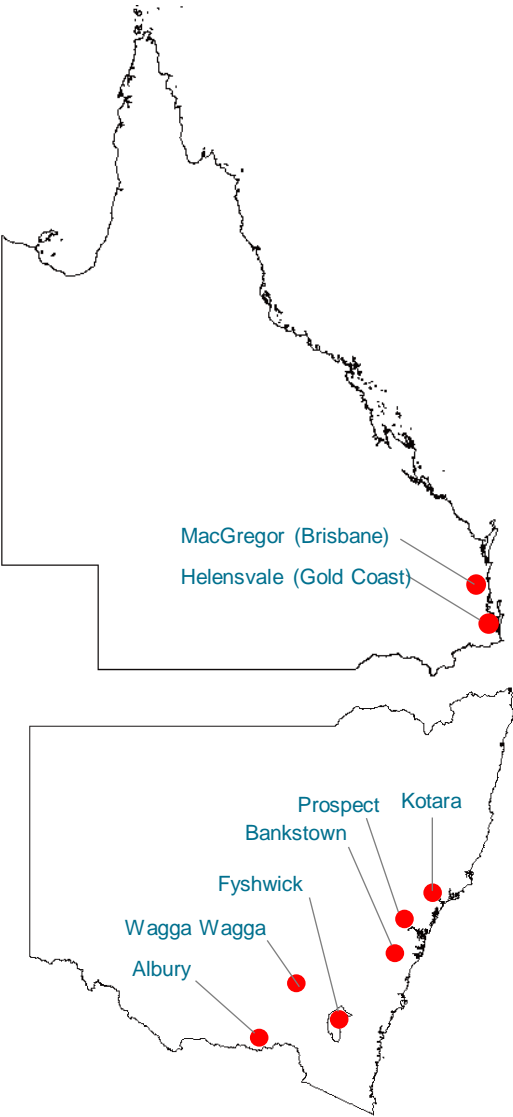 MacGregor (Brisbane)
Helensvale (Gold Coast)
Prospect
Kotara
Bankstown
Fyshwick
Wagga Wagga
Albury